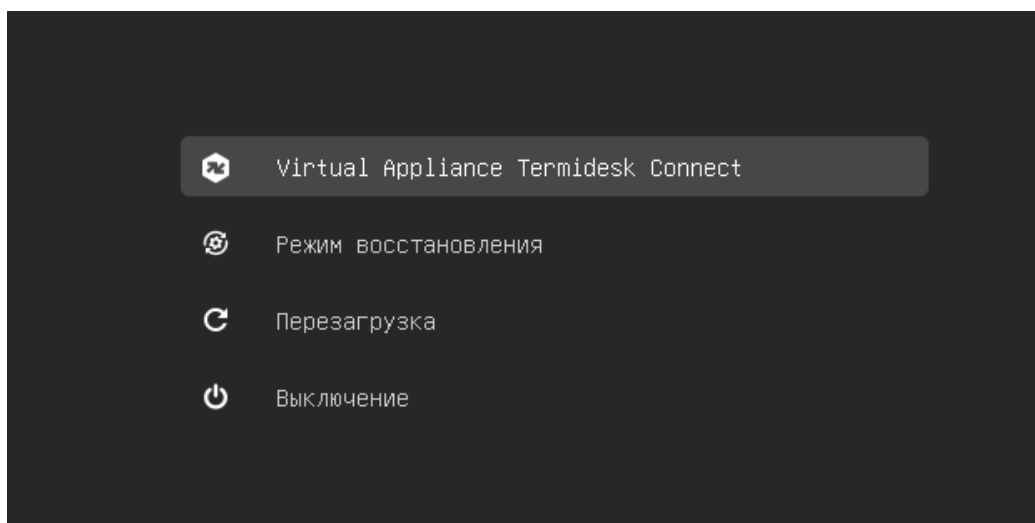 Virtual Appliance Termidesk Connect
Режим восстановления
Перезагрузка
Выключение